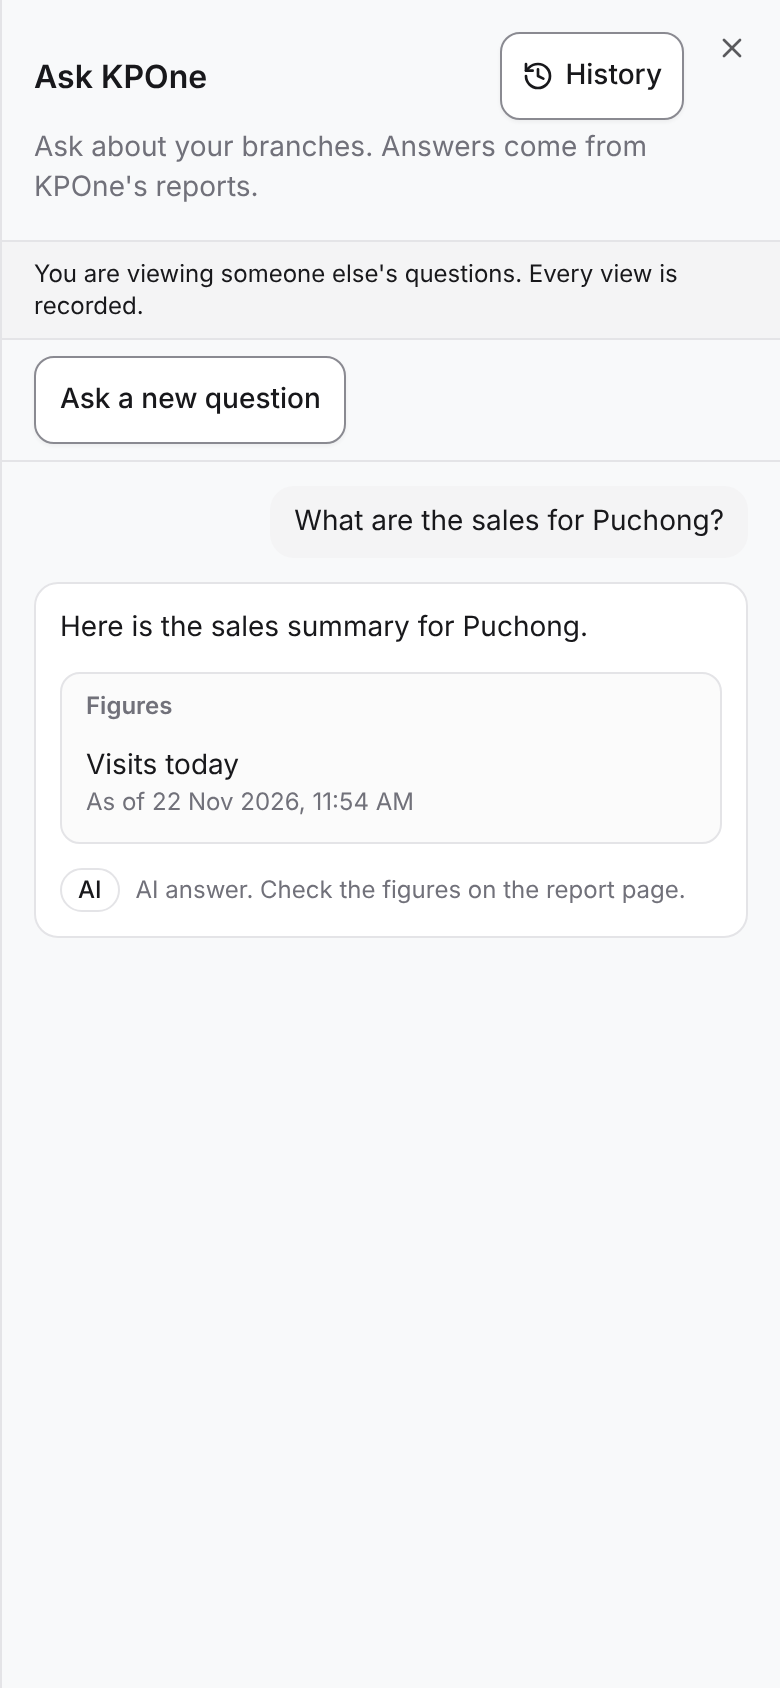 Ask KPOne
History
Ask about your branches. Answers come from
KPOne's reports.
You are viewing someone else's questions. Every view is
recorded.
Ask a new question
What are the sales for Puchong?
Here is the sales summary for Puchong.
Figures
Visits today
As of 22 Nov 2026, 11:54 AM
AI
AI answer. Check the figures on the report page.